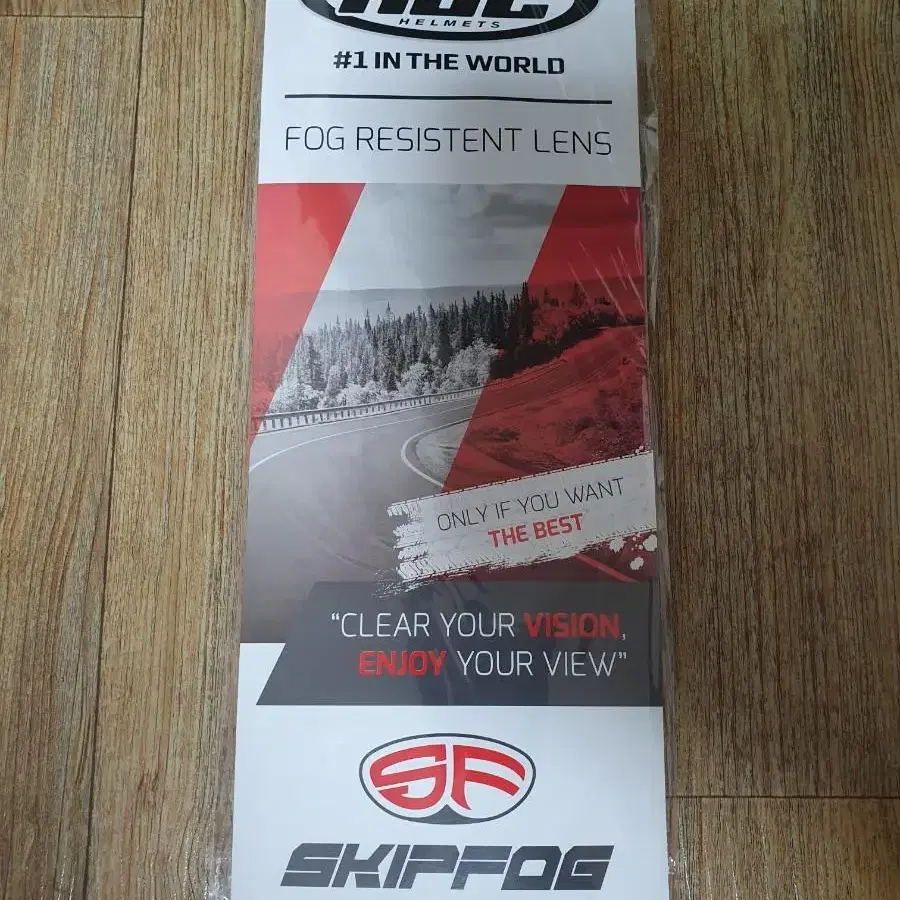 HELMETS
#1 IN THE WORLD
FOG RESISTENT LENS
ONLY IF YOU WANT
THE BEST
“CLEAR YOUR VISION,
ENJOY YOUR VIEW”
SF
SKIPFOG